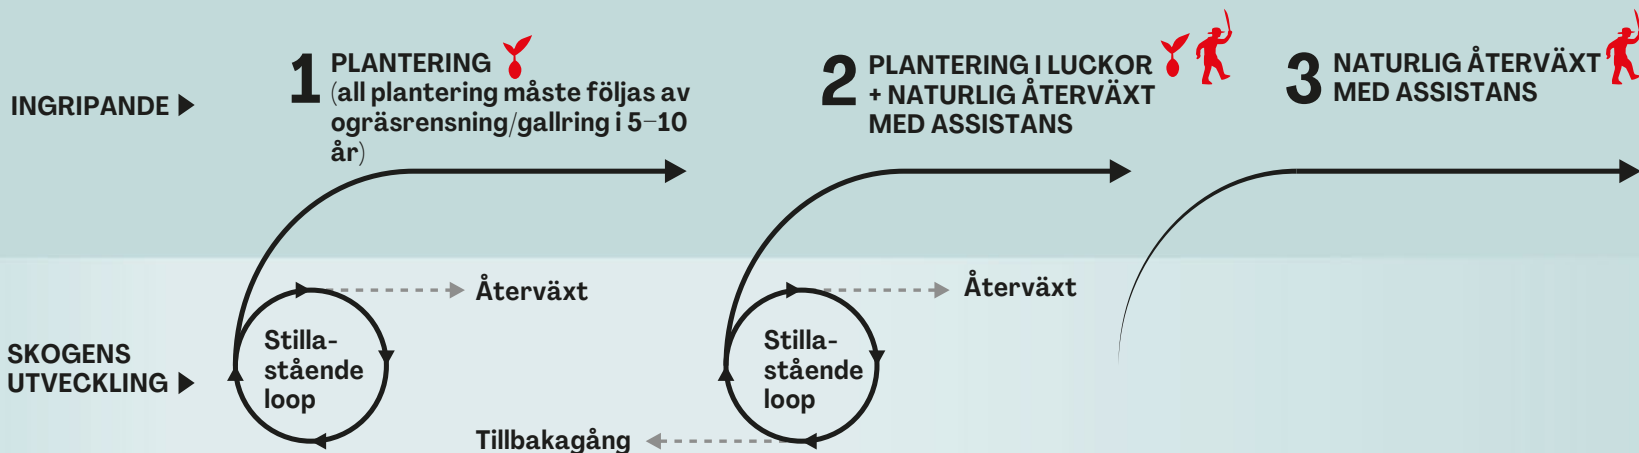 INGRIPANDE
1 PLANTERING
(all plantering måste följas av
ogräsrensning/gallring i 5–10
år)
2 PLANTERING I LUCKOR
+ NATURLIG ÅTERVÄXT
MED ASSISTANS
3 NATURLIG ÅTERVÄXT
MED ASSISTANS
SKOGENS
UTVECKLING
Stilla-
stående
loop
Återväxt
Tillbakagång
Stilla-
stående
loop
Återväxt